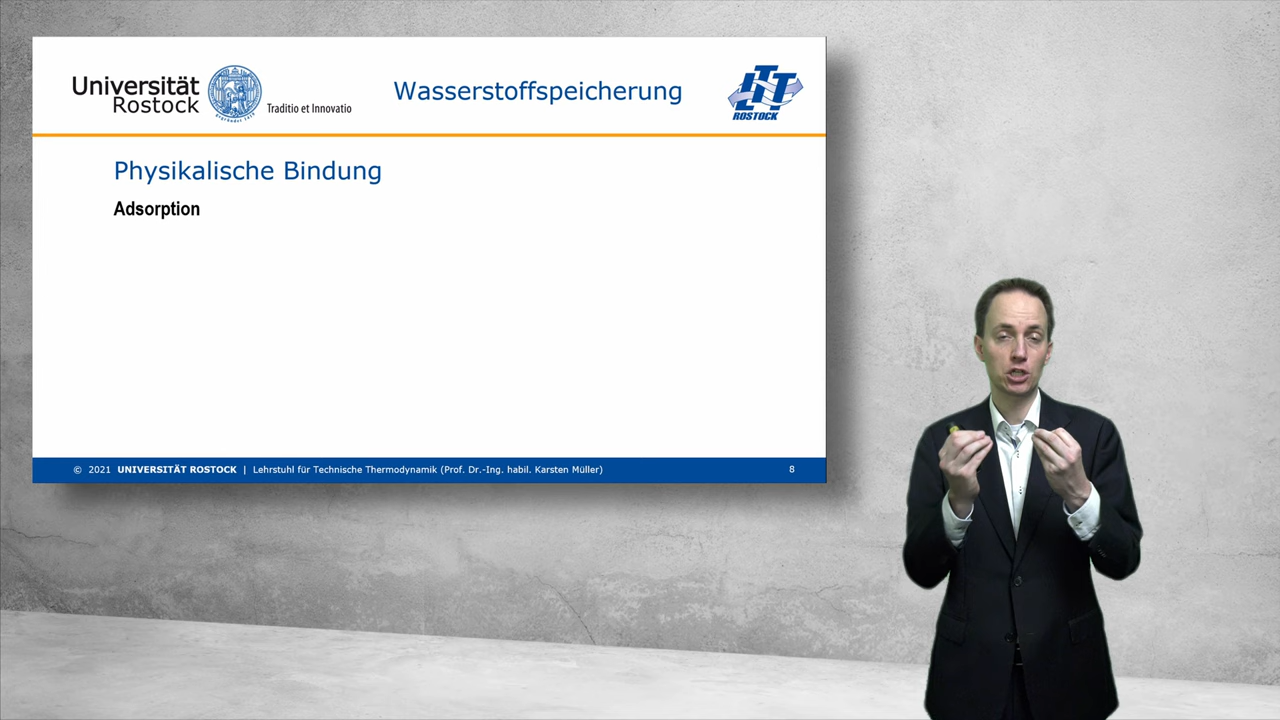 Universität
Rostock
Traditio et Innovatio
Wasserstoffspeicherung
ROSTOCK
Physikalische Bindung
Adsorption
© 2021 UNIVERSITÄT ROSTOCK | Lehrstuhl für Technische Thermodynamik (Prof. Dr.-Ing. habil. Karsten Müller)
8